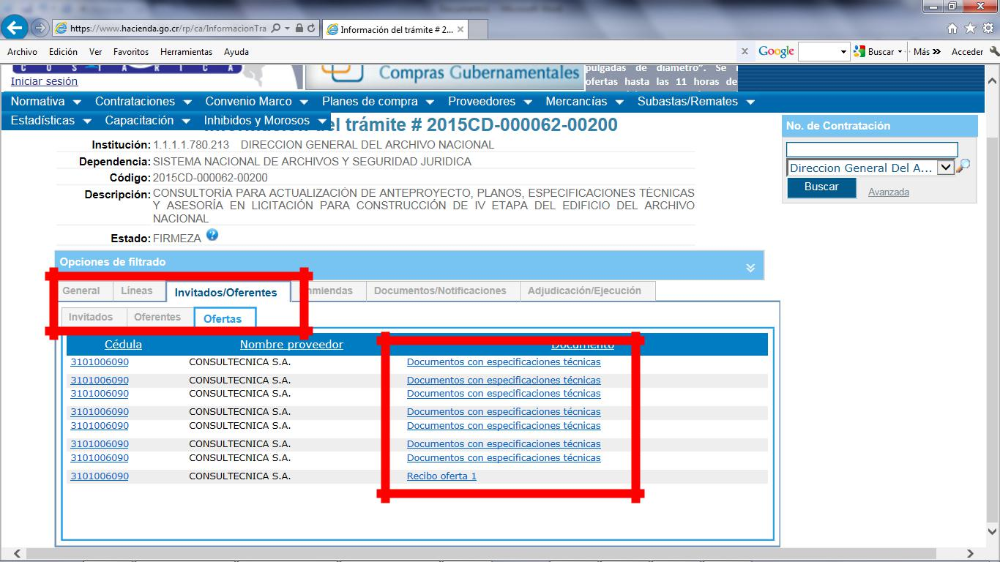 https://www.hacienda.go.cr/rp/ca/InformacionTra
Información del trámite # 2...
Archivo Edición Ver Favoritos Herramientas Ayuda
x Google Buscar Más Acceder
COSTARICA
Iniciar sesión
Compras Gubernamentales
pulgadas de diámetro". Se
ofertas hasta las 11 horas de
Normativa Contrataciones Convenio Marco Planes de compra Proveedores Mercancías Subastas/Remates
Estadísticas Capacitación Inhibidos y Morosos
del trámite # 2015CD-000062-00200
No. de Contratación
Direccion General Del A...
Buscar Avanzada
Institución: 1.1.1.1.780.213 DIRECCION GENERAL DEL ARCHIVO NACIONAL
Dependencia: SISTEMA NACIONAL DE ARCHIVOS Y SEGURIDAD JURIDICA
Código: 2015CD-000062-00200
Descripción: CONSULTORÍA PARA ACTUALIZACIÓN DE ANTEPROYECTO, PLANOS, ESPECIFICACIONES TÉCNICAS
Y ASESORÍA EN LICITACIÓN PARA CONSTRUCCIÓN DE IV ETAPA DEL EDIFICIO DEL ARCHIVO
NACIONAL
Estado: FIRMEZA ?
Opciones de filtrado
General Líneas Invitados/Oferentes nmiendas Documentos/Notificaciones Adjudicación/Ejecución
Invitados Oferentes Ofertas
Cédula Nombre proveedor Documento
3101006090 CONSULTECNICA S.A. Documentos con especificaciones técnicas
3101006090 CONSULTECNICA S.A. Documentos con especificaciones técnicas
3101006090 CONSULTECNICA S.A. Documentos con especificaciones técnicas
3101006090 CONSULTECNICA S.A. Documentos con especificaciones técnicas
3101006090 CONSULTECNICA S.A. Documentos con especificaciones técnicas
3101006090 CONSULTECNICA S.A. Documentos con especificaciones técnicas
3101006090 CONSULTECNICA S.A. Documentos con especificaciones técnicas
3101006090 CONSULTECNICA S.A. Recibo oferta 1